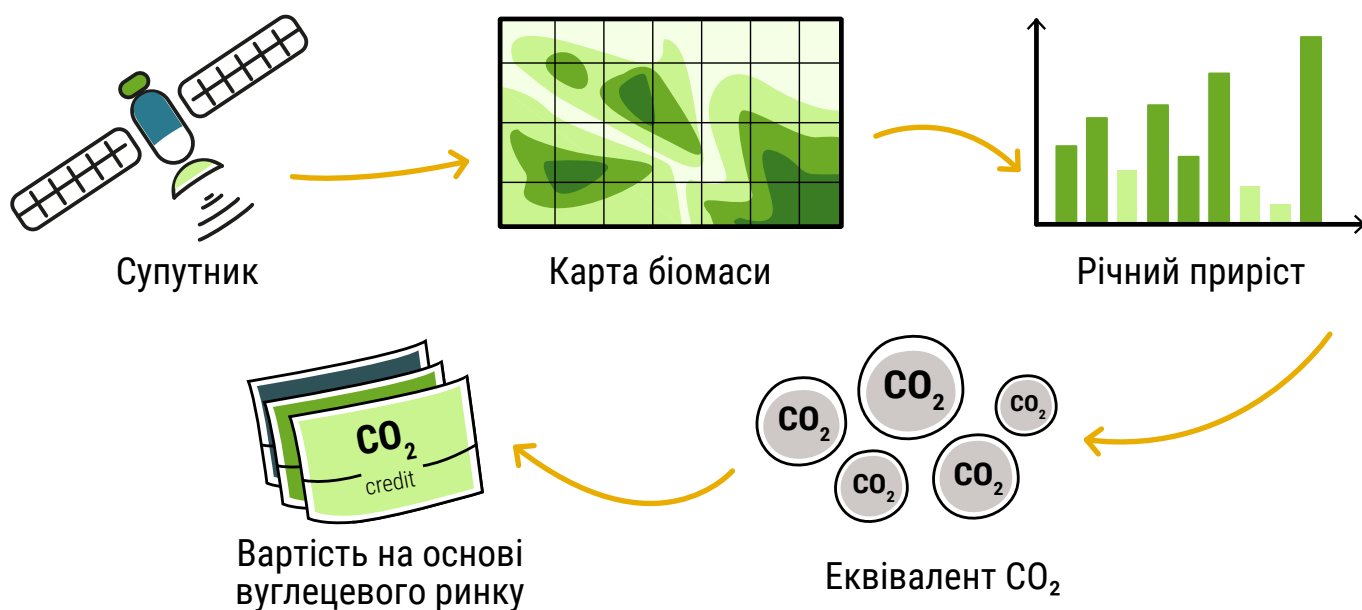 Супутник
Карта біомаси
Річний приріст
CO₂
credit
Вартість на основі
вуглецевого ринку
CO₂
CO₂
CO₂
CO₂
CO₂
Еквівалент CO₂